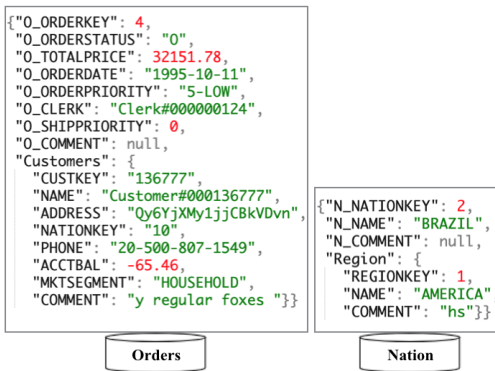 {"O_ORDERKEY": 4,
"O_ORDERSTATUS": "O",
"O_TOTALPRICE": 32151.78,
"O_ORDERDATE": "1995-10-11",
"O_ORDERPRIORITY": "5-LOW",
"O_CLERK": "Clerk#000000124",
"O_SHIPPRIORITY": 0,
"O_COMMENT": null,
"Customers": {
"CUSTKEY": "136777",
"NAME": "Customer#000136777",
"ADDRESS": "Qy6YjXMy1jjCBkVDvn",
"NATIONKEY": "10",
"PHONE": "20-500-807-1549",
"ACCTBAL": -65.46,
"MKTSEGMENT": "HOUSEHOLD",
"COMMENT": "y regular foxes "}}
Orders
{"N_NATIONKEY": 2,
"N_NAME": "BRAZIL",
"N_COMMENT": null,
"Region": {
"REGIONKEY": 1,
"NAME": "AMERICA"
"COMMENT": "hs"}}
Nation